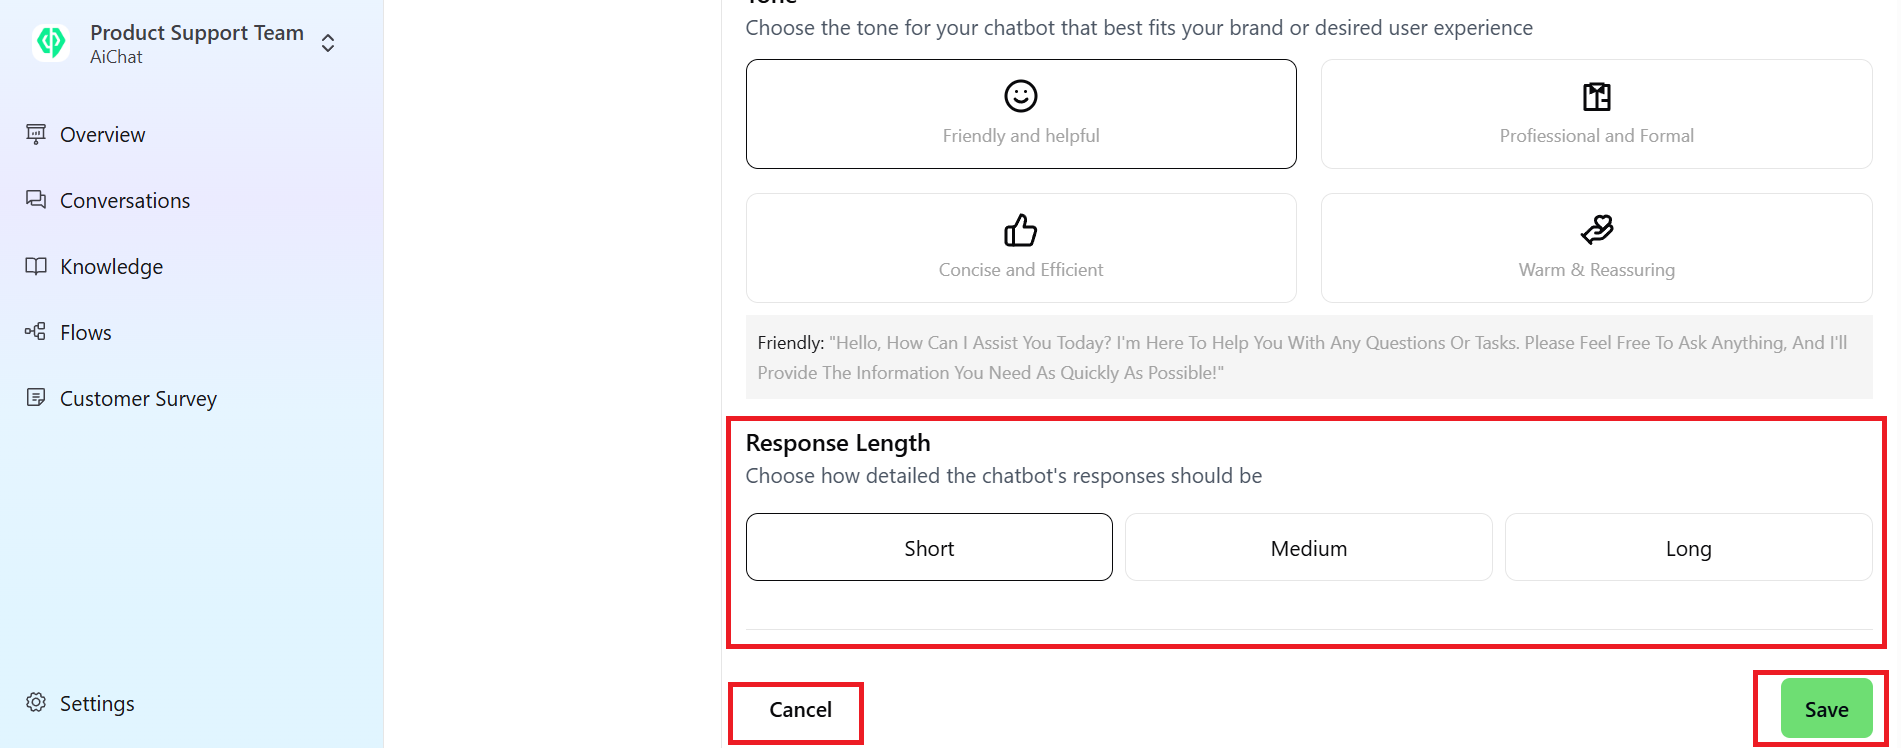 Product Support Team
AiChat
Overview
Conversations
Knowledge
Flows
Customer Survey
Settings
Tone
Choose the tone for your chatbot that best fits your brand or desired user experience
Friendly and helpful
Profiessional and Formal
Concise and Efficient
Warm & Reassuring
Friendly: "Hello, How Can I Assist You Today? I'm Here To Help You With Any Questions Or Tasks. Please Feel Free To Ask Anything, And I'll
Provide The Information You Need As Quickly As Possible!"
Response Length
Choose how detailed the chatbot's responses should be
Short
Medium
Long
Cancel
Save